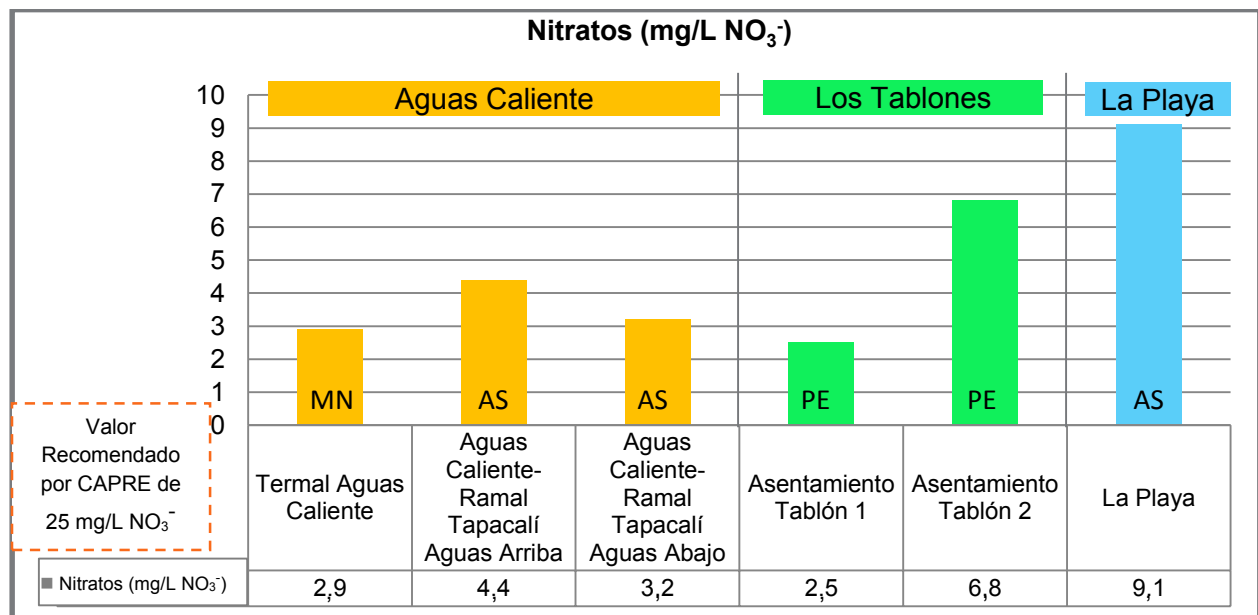 Nitratos (mg/L NO₃⁻)
Aguas Caliente
Los Tablones
La Playa
10
9
8
7
6
5
4
3
2
1
0
MN
AS
AS
PE
PE
AS
Valor
Recomendado
por CAPRE de
25 mg/L NO₃⁻
Termal Aguas
Caliente
Aguas
Caliente-
Ramal
Tapacalí
Aguas Arriba
Aguas
Caliente-
Ramal
Tapacalí
Aguas Abajo
Asentamiento
Tablón 1
Asentamiento
Tablón 2
La Playa
Nitratos (mg/L NO₃⁻)
2,9
4,4
3,2
2,5
6,8
9,1